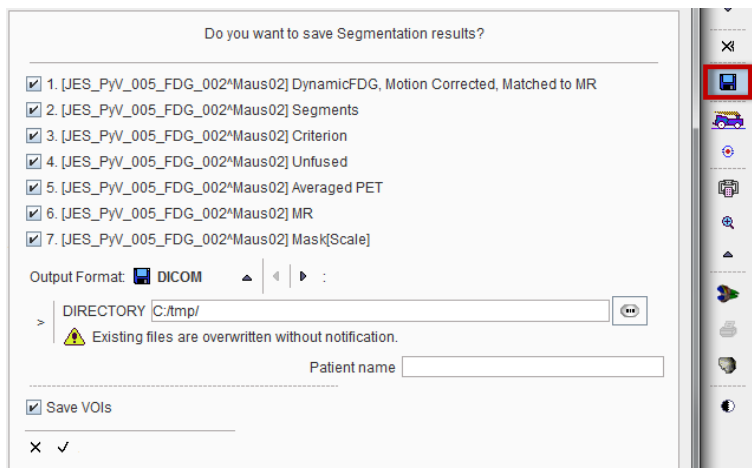 Do you want to save Segmentation results?
1. [JES_PyV_005_FDG_002^Maus02] DynamicFDG, Motion Corrected, Matched to MR
2. [JES_PyV_005_FDG_002^Maus02] Segments
3. [JES_PyV_005_FDG_002^Maus02] Criterion
4. [JES_PyV_005_FDG_002^Maus02] Unfused
5. [JES_PyV_005_FDG_002^Maus02] Averaged PET
6. [JES_PyV_005_FDG_002^Maus02] MR
7. [JES_PyV_005_FDG_002^Maus02] Mask[Scale]
Output Format: DICOM :
> DIRECTORY C:/tmp/
Existing files are overwritten without notification.
Patient name
Save VOIs